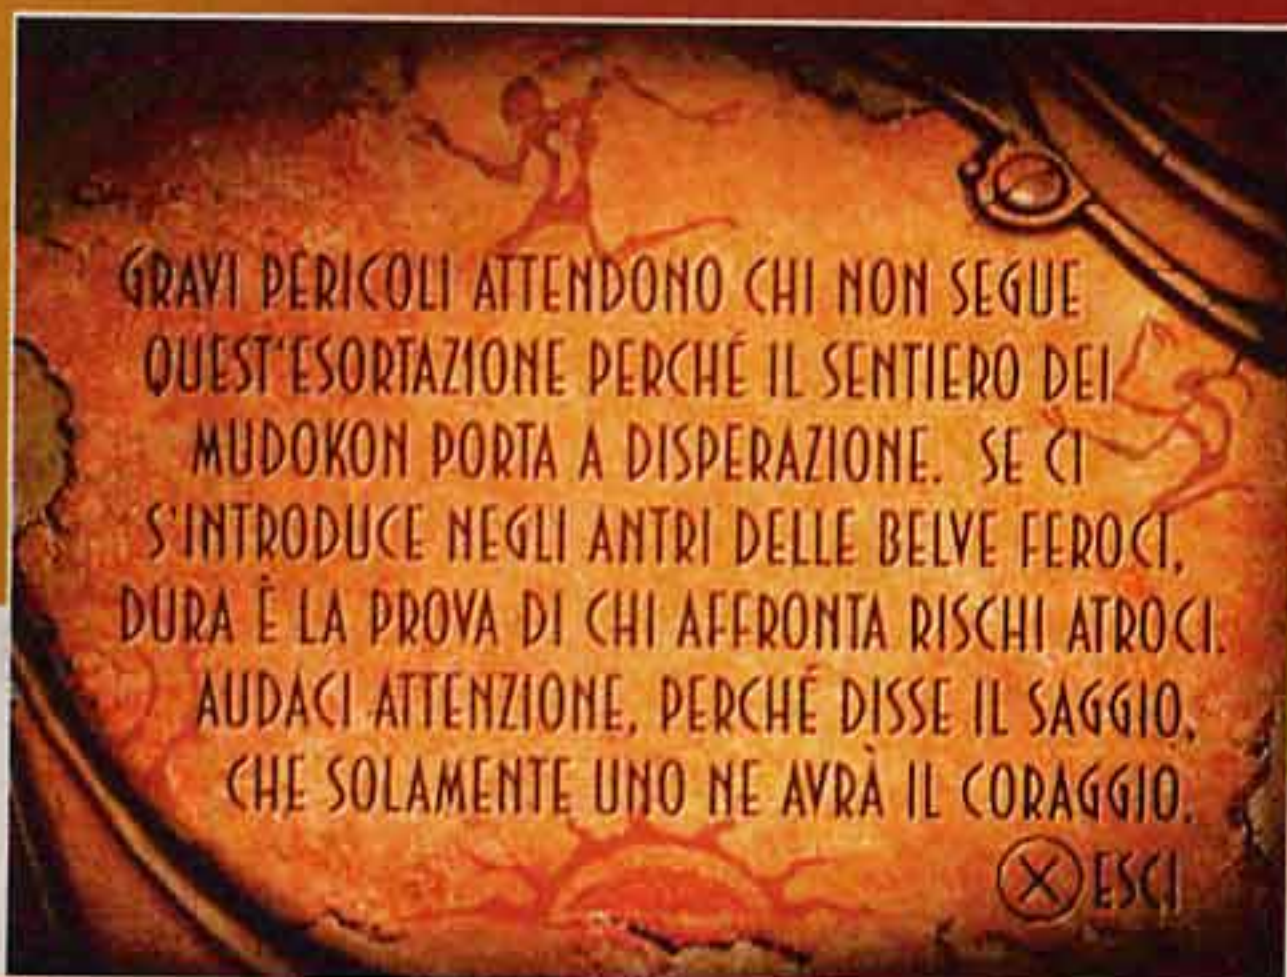 GRAVI PERICOLI ATTENDONO CHI NON SEGUE
QUEST'ESORTAZIONE PERCHÉ IL SENTIERO DEI
MUDOKON PORTA A DISPERAZIONE. SE CI
S'INTRODUCE NEGLI ANTRI DELLE BELVE FEROCI,
DURA È LA PROVA DI CHI AFFRONTA RISCHI ATROCI.
AUDACI ATTENZIONE, PERCHÉ DISSE IL SAGGIO,
CHE SOLAMENTE UNO NE AVRÀ IL CORAGGIO.
X ESCI